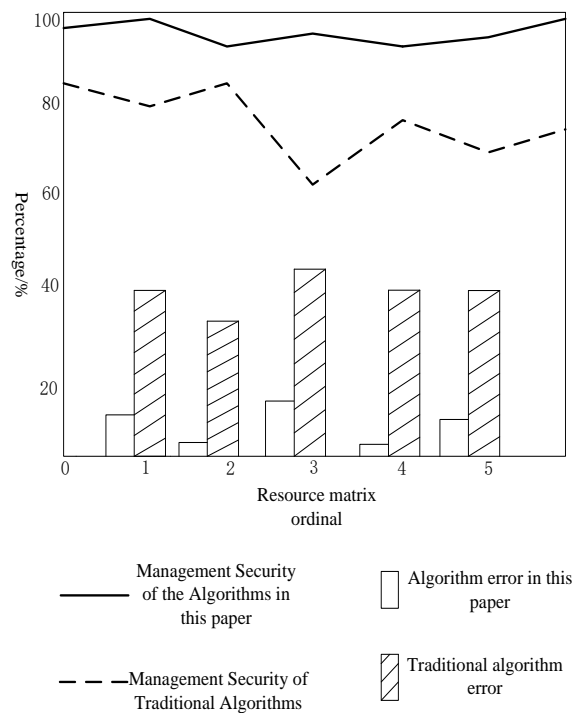 100
80
60
40
20
Percentage/%
0
1
2
3
4
5
Resource matrix
ordinal
Management Security
of the Algorithms in
this paper
Algorithm error in this
paper
Management Security of
Traditional Algorithms
Traditional algorithm
error